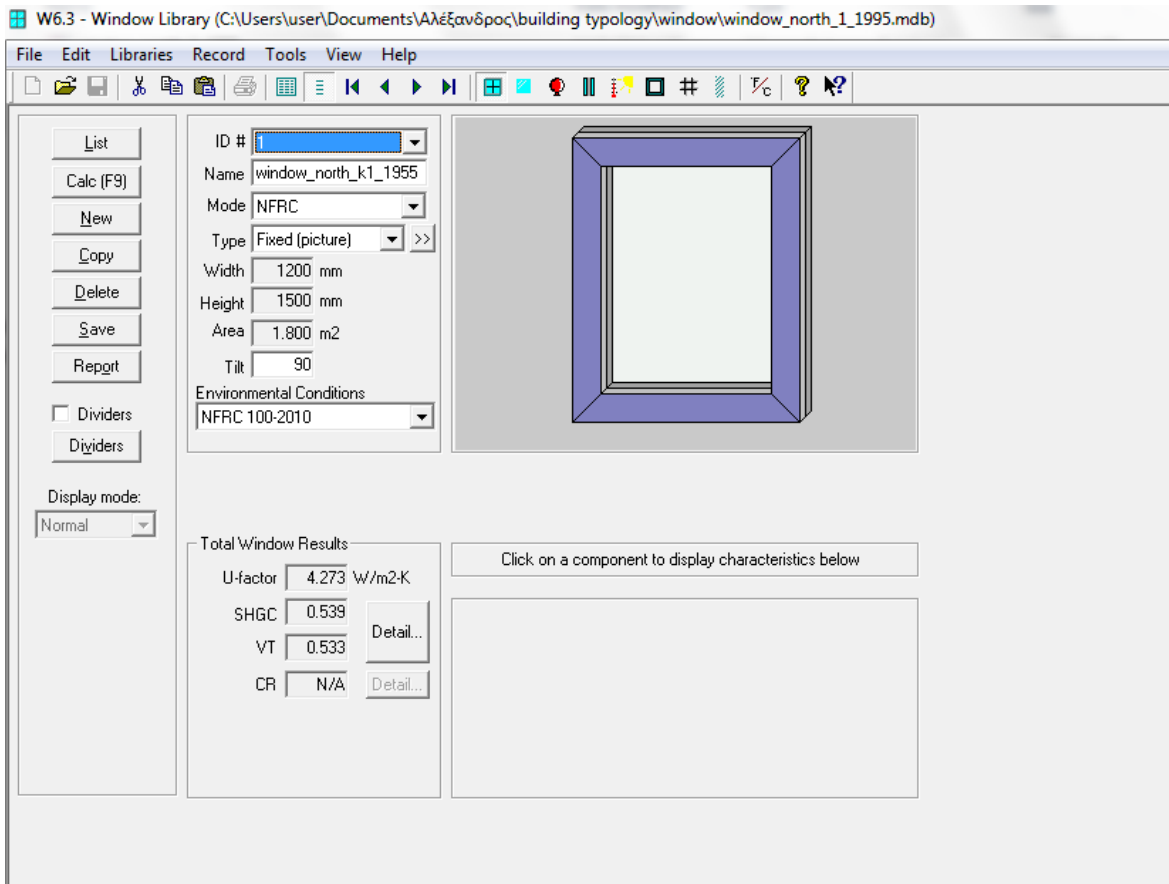 W6.3 - Window Library (C:\Users\user\Documents\Αλέξανδρος\building typology\window\window_north_1_1995.mdb)
File Edit Libraries Record Tools View Help
°F/C ? ?
List
Calc (F9)
New
Copy
Delete
Save
Report
Dividers
Dividers
Display mode:
Normal
ID # 1
Name window_north_k1_1955
Mode NFRC
Type Fixed (picture) >>
Width 1200 mm
Height 1500 mm
Area 1.800 m2
Tilt 90
Environmental Conditions
NFRC 100-2010
Total Window Results
U-factor 4.273 W/m2-K
SHGC 0.539
Detail...
VT 0.533
CR N/A Detail...
Click on a component to display characteristics below